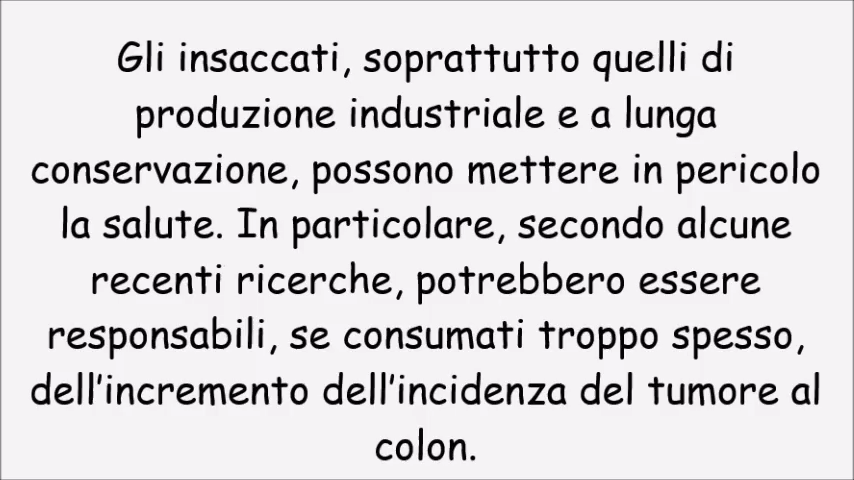 Gli insaccati, soprattutto quelli di
produzione industriale e a lunga
conservazione, possono mettere in pericolo
la salute. In particolare, secondo alcune
recenti ricerche, potrebbero essere
responsabili, se consumati troppo spesso,
dell'incremento dell'incidenza del tumore al
colon.